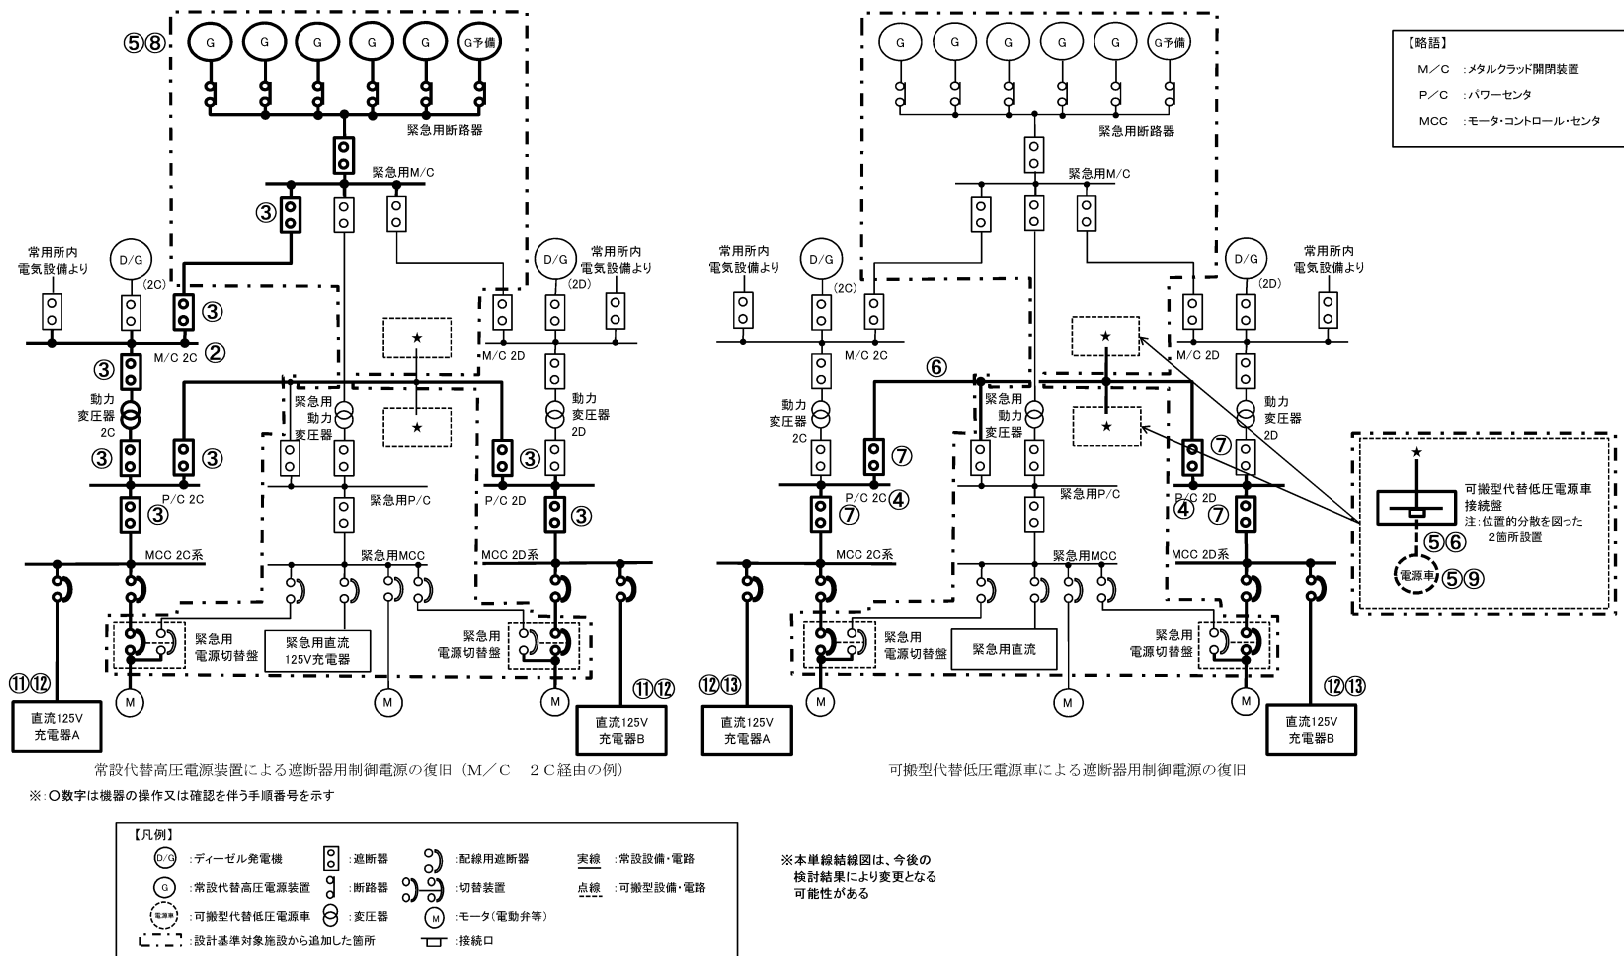 ⑤⑧
G
G
G
G
G
G予備
緊急用断路器
緊急用M/C
③
常用所内
電気設備より
D/G
(2C)
③
D/G
(2D)
常用所内
電気設備より
M/C 2C
②
★
M/C 2D
③
動力
変圧器
2C
緊急用
動力
変圧器
★
動力
変圧器
2D
③
③
③
P/C 2C
緊急用P/C
P/C 2D
③
③
MCC 2C系
緊急用MCC
MCC 2D系
緊急用
電源切替盤
緊急用直流
125V充電器
緊急用
電源切替盤
⑪⑫
M
M
M
⑪⑫
直流125V
充電器A
直流125V
充電器B
常設代替高圧電源装置による遮断器用制御電源の復旧(M/C 2C経由の例)
G
G
G
G
G
G予備
緊急用断路器
緊急用M/C
常用所内
電気設備より
D/G
(2C)
D/G
(2D)
常用所内
電気設備より
M/C 2C
★
M/C 2D
⑥
動力
変圧器
2C
緊急用
動力
変圧器
★
動力
変圧器
2D
⑦
⑦
P/C 2C
④
緊急用P/C
P/C 2D
④
⑦
⑦
MCC 2C系
緊急用MCC
MCC 2D系
緊急用
電源切替盤
緊急用直流
緊急用
電源切替盤
⑫⑬
M
M
M
⑫⑬
直流125V
充電器A
直流125V
充電器B
可搬型代替低圧電源車による遮断器用制御電源の復旧
【略語】
M/C :メタルクラッド開閉装置
P/C :パワーセンタ
MCC :モータ・コントロール・センタ
★
可搬型代替低圧電源車
接続盤
注:位置的分散を図った
2箇所設置
⑤⑥
電源車
⑤⑨
※:○数字は機器の操作又は確認を伴う手順番号を示す
【凡例】
D/G :ディーゼル発電機
:遮断器
:配線用遮断器
実線 :常設設備・電路
G :常設代替高圧電源装置
:断路器
:切替装置
点線 :可搬型設備・電路
電源車 :可搬型代替低圧電源車
:変圧器
M :モータ(電動弁等)
:設計基準対象施設から追加した箇所
:接続口
※本単線結線図は、今後の
検討結果により変更となる
可能性がある